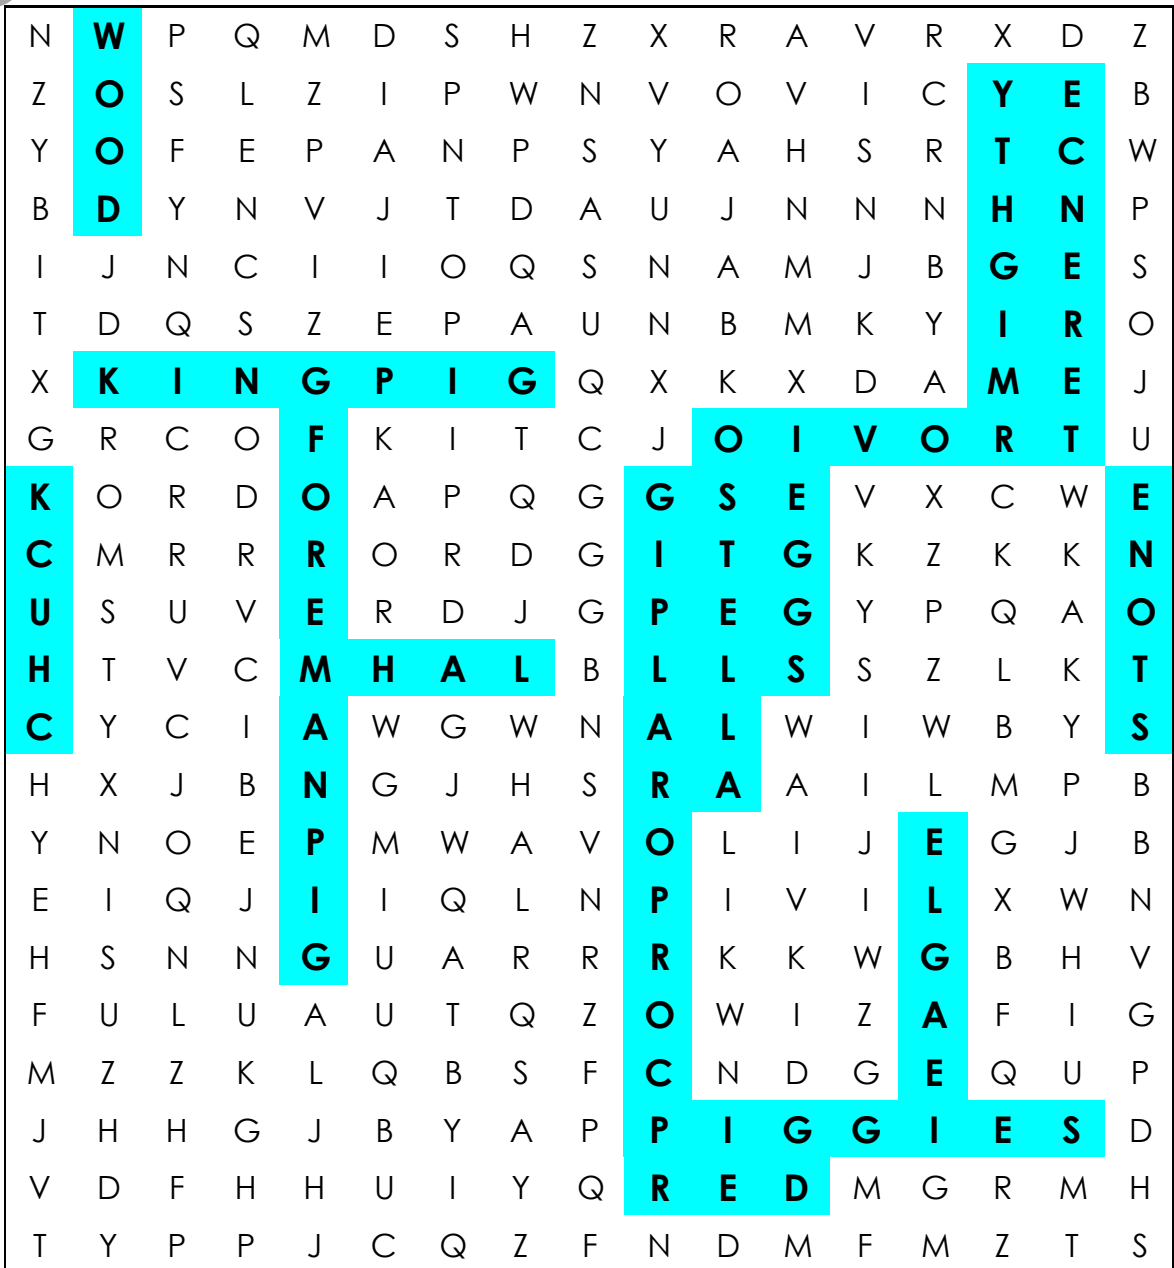 N W P Q M D S H Z X R A V R X D Z
Z O S L Z I P W N V O V I C Y E B
Y O F E P A N P S Y A H S R T C W
B D Y N V J T D A U J N N N H N P
I J N C I I O Q S N A M J B G E S
T D Q S Z E P A U N B M K Y I R O
X K I N G P I G Q X K X D A M E J
G R C O F K I T C J O I V O R T U
K O R D O A P Q G G S E V X C W E
C M R R R O R D G I T G K Z K K N
U S U V E R D J G P E G Y P Q A O
H T V C M H A L B L L S S Z L K T
C Y C I A W G W N A L W I W B Y S
H X J B N G J H S R A A I L M P B
Y N O E P M W A V O L I J E G J B
E I Q J I I Q L N P I V I L X W N
H S N N G U A R R R K K W G B H V
F U L U A U T Q Z O W I Z A F I G
M Z Z K L Q B S F C N D G E Q U P
J H H G J B Y A P P I G G I E S D
V D F H H U I Y Q R E D M G R M H
T Y P P J C Q Z F N D M F M Z T S